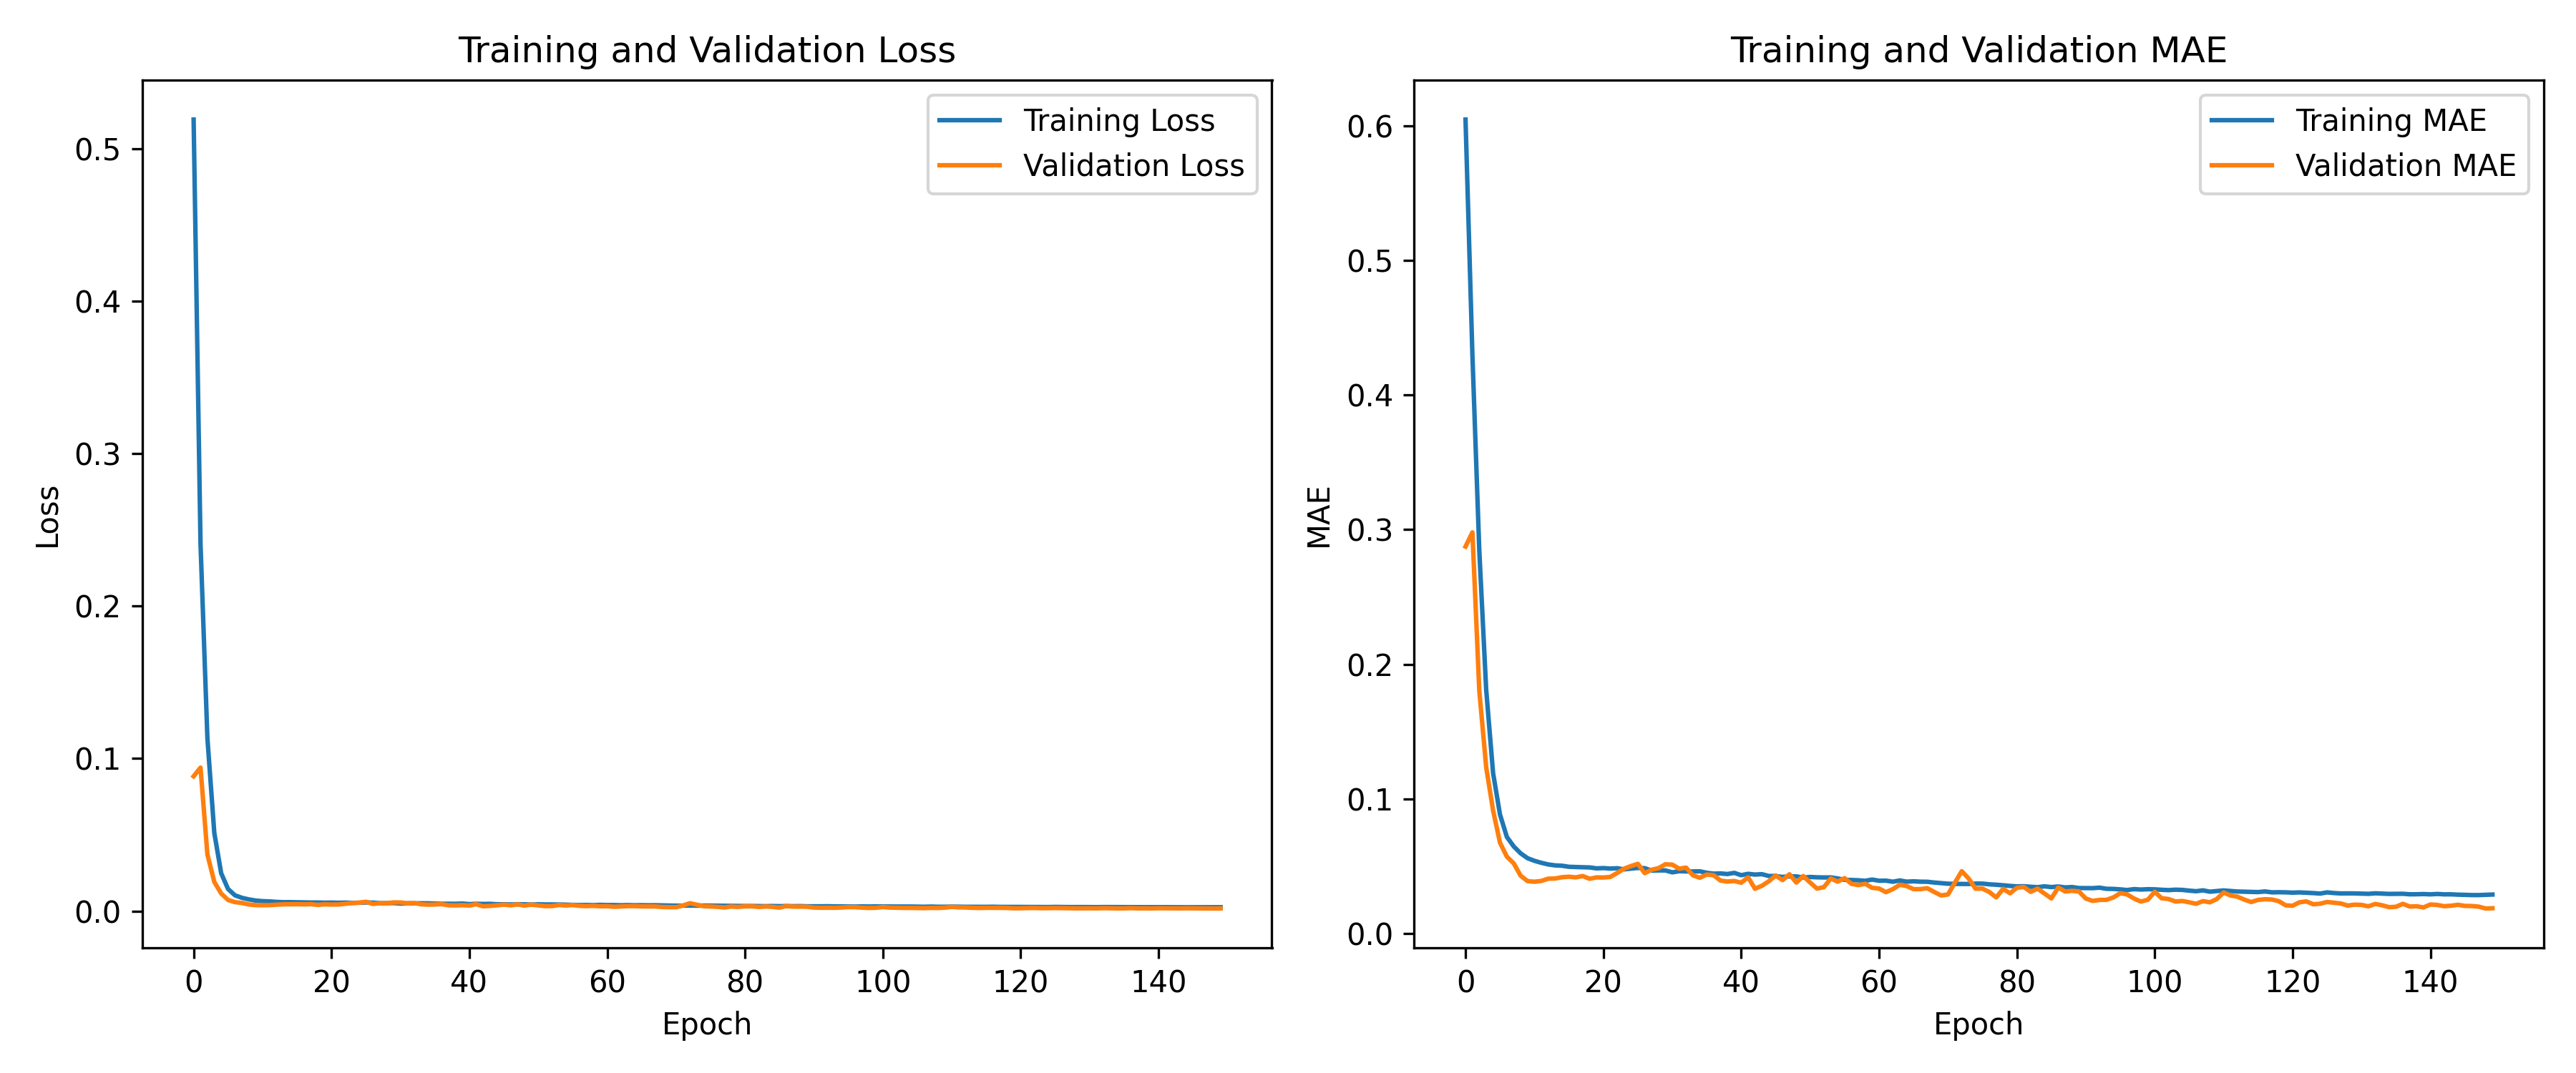 Training and Validation Loss
Training Loss
Validation Loss
0.5
0.4
0.3
0.2
0.1
0.0
Loss
0 20 40 60 80 100 120 140
Epoch
Training and Validation MAE
Training MAE
Validation MAE
0.6
0.5
0.4
0.3
0.2
0.1
0.0
MAE
0 20 40 60 80 100 120 140
Epoch